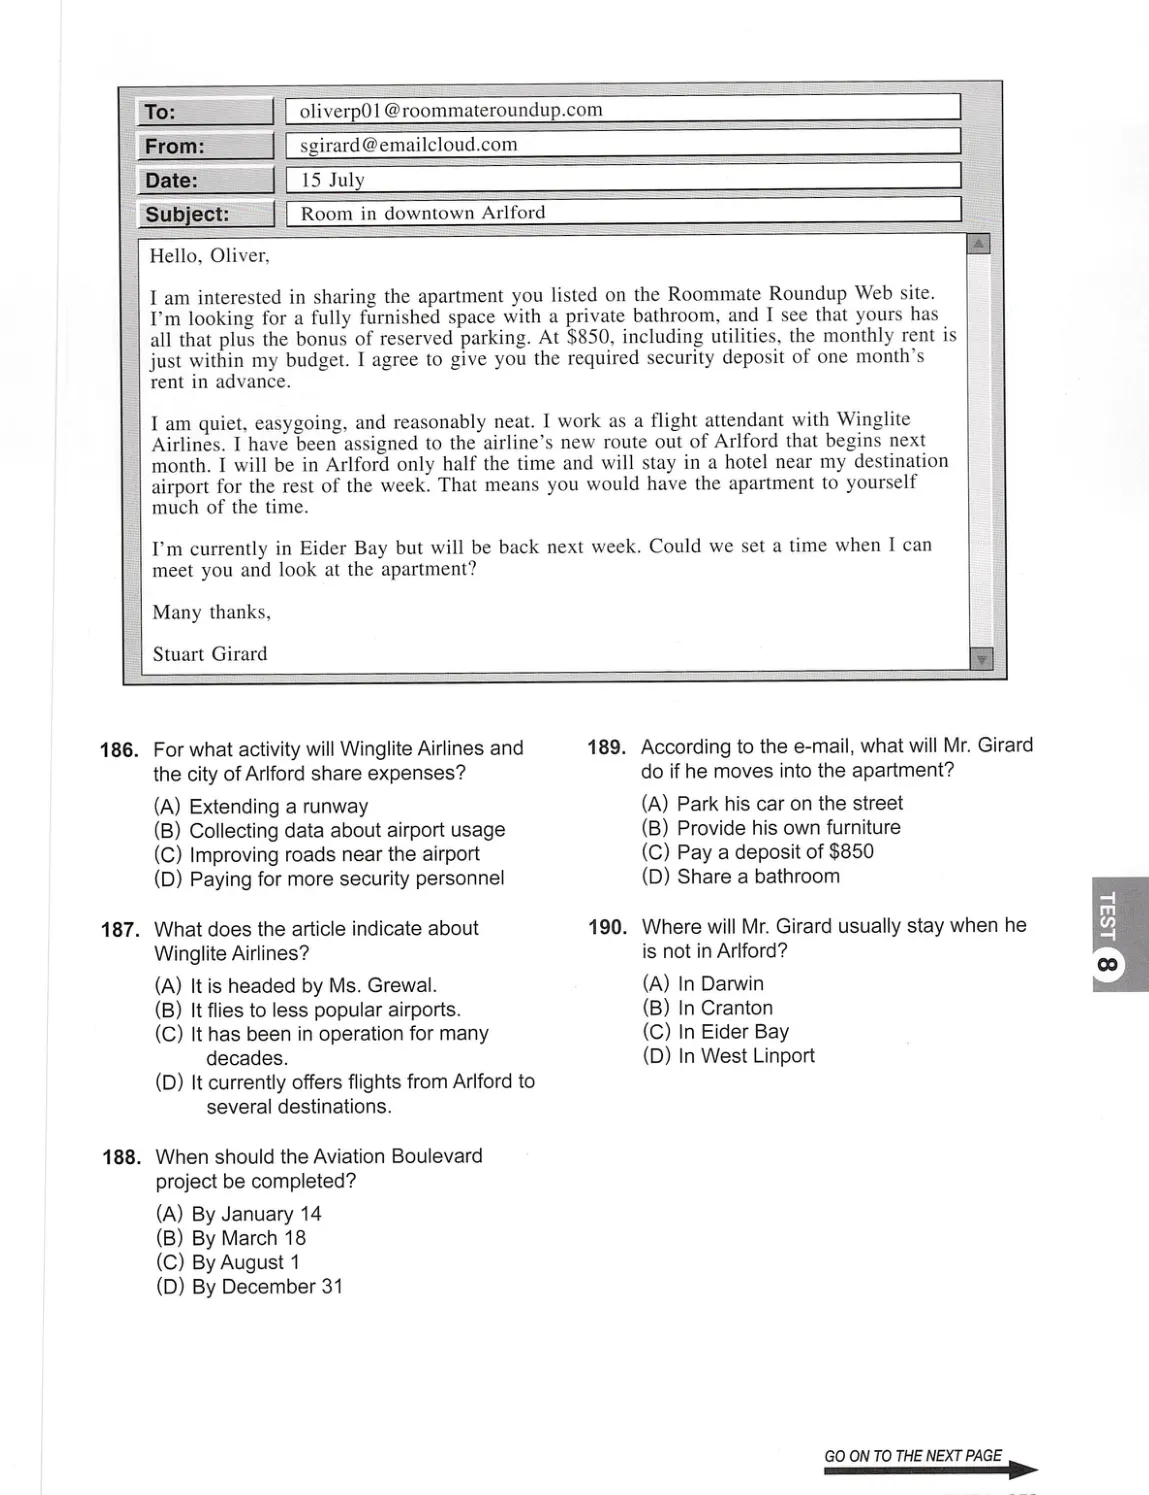 To: oliverp01@roommateroundup.com
From: sgirard@emailcloud.com
Date: 15 July
Subject: Room in downtown Arlford
Hello, Oliver,
I am interested in sharing the apartment you listed on the Roommate Roundup Web site.
I'm looking for a fully furnished space with a private bathroom, and I see that yours has
all that plus the bonus of reserved parking. At $850, including utilities, the monthly rent is
just within my budget. I agree to give you the required security deposit of one month's
rent in advance.
I am quiet, easygoing, and reasonably neat. I work as a flight attendant with Winglite
Airlines. I have been assigned to the airline's new route out of Arlford that begins next
month. I will be in Arlford only half the time and will stay in a hotel near my destination
airport for the rest of the week. That means you would have the apartment to yourself
much of the time.
I'm currently in Eider Bay but will be back next week. Could we set a time when I can
meet you and look at the apartment?
Many thanks,
Stuart Girard
186. For what activity will Winglite Airlines and
the city of Arlford share expenses?
(A) Extending a runway
(B) Collecting data about airport usage
(C) Improving roads near the airport
(D) Paying for more security personnel
187. What does the article indicate about
Winglite Airlines?
(A) It is headed by Ms. Grewal.
(B) It flies to less popular airports.
(C) It has been in operation for many
decades.
(D) It currently offers flights from Arlford to
several destinations.
188. When should the Aviation Boulevard
project be completed?
(A) By January 14
(B) By March 18
(C) By August 1
(D) By December 31
189. According to the e-mail, what will Mr. Girard
do if he moves into the apartment?
(A) Park his car on the street
(B) Provide his own furniture
(C) Pay a deposit of $850
(D) Share a bathroom
190. Where will Mr. Girard usually stay when he
is not in Arlford?
(A) In Darwin
(B) In Cranton
(C) In Eider Bay
(D) In West Linport
TEST 8
GO ON TO THE NEXT PAGE